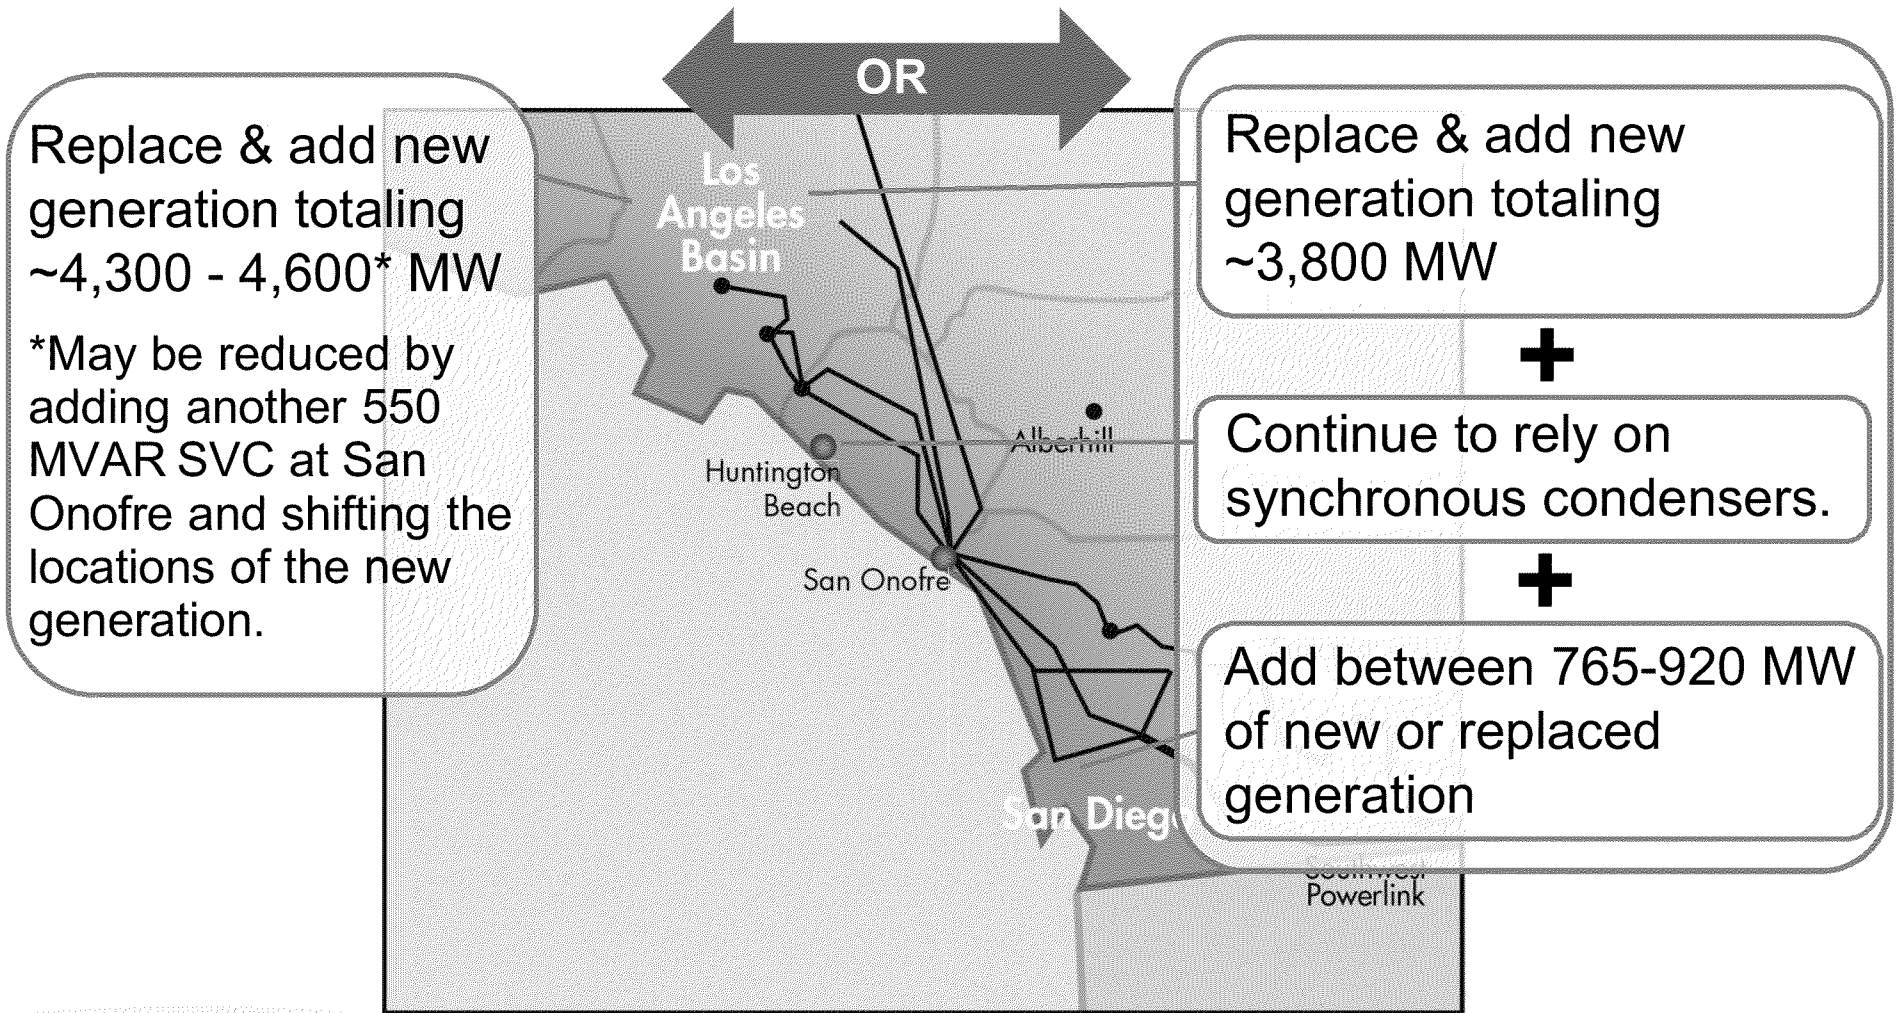 OR
Replace & add new
generation totaling
~4,300 - 4,600* MW
*May be reduced by
adding another 550
MVAR SVC at San
Onofre and shifting the
locations of the new
generation.
Los
Angeles
Basin
Alberhill
Huntington
Beach
San Onofre
San Diego
Southwest
Powerlink
Replace & add new
generation totaling
~3,800 MW
+
Continue to rely on
synchronous condensers.
+
Add between 765-920 MW
of new or replaced
generation